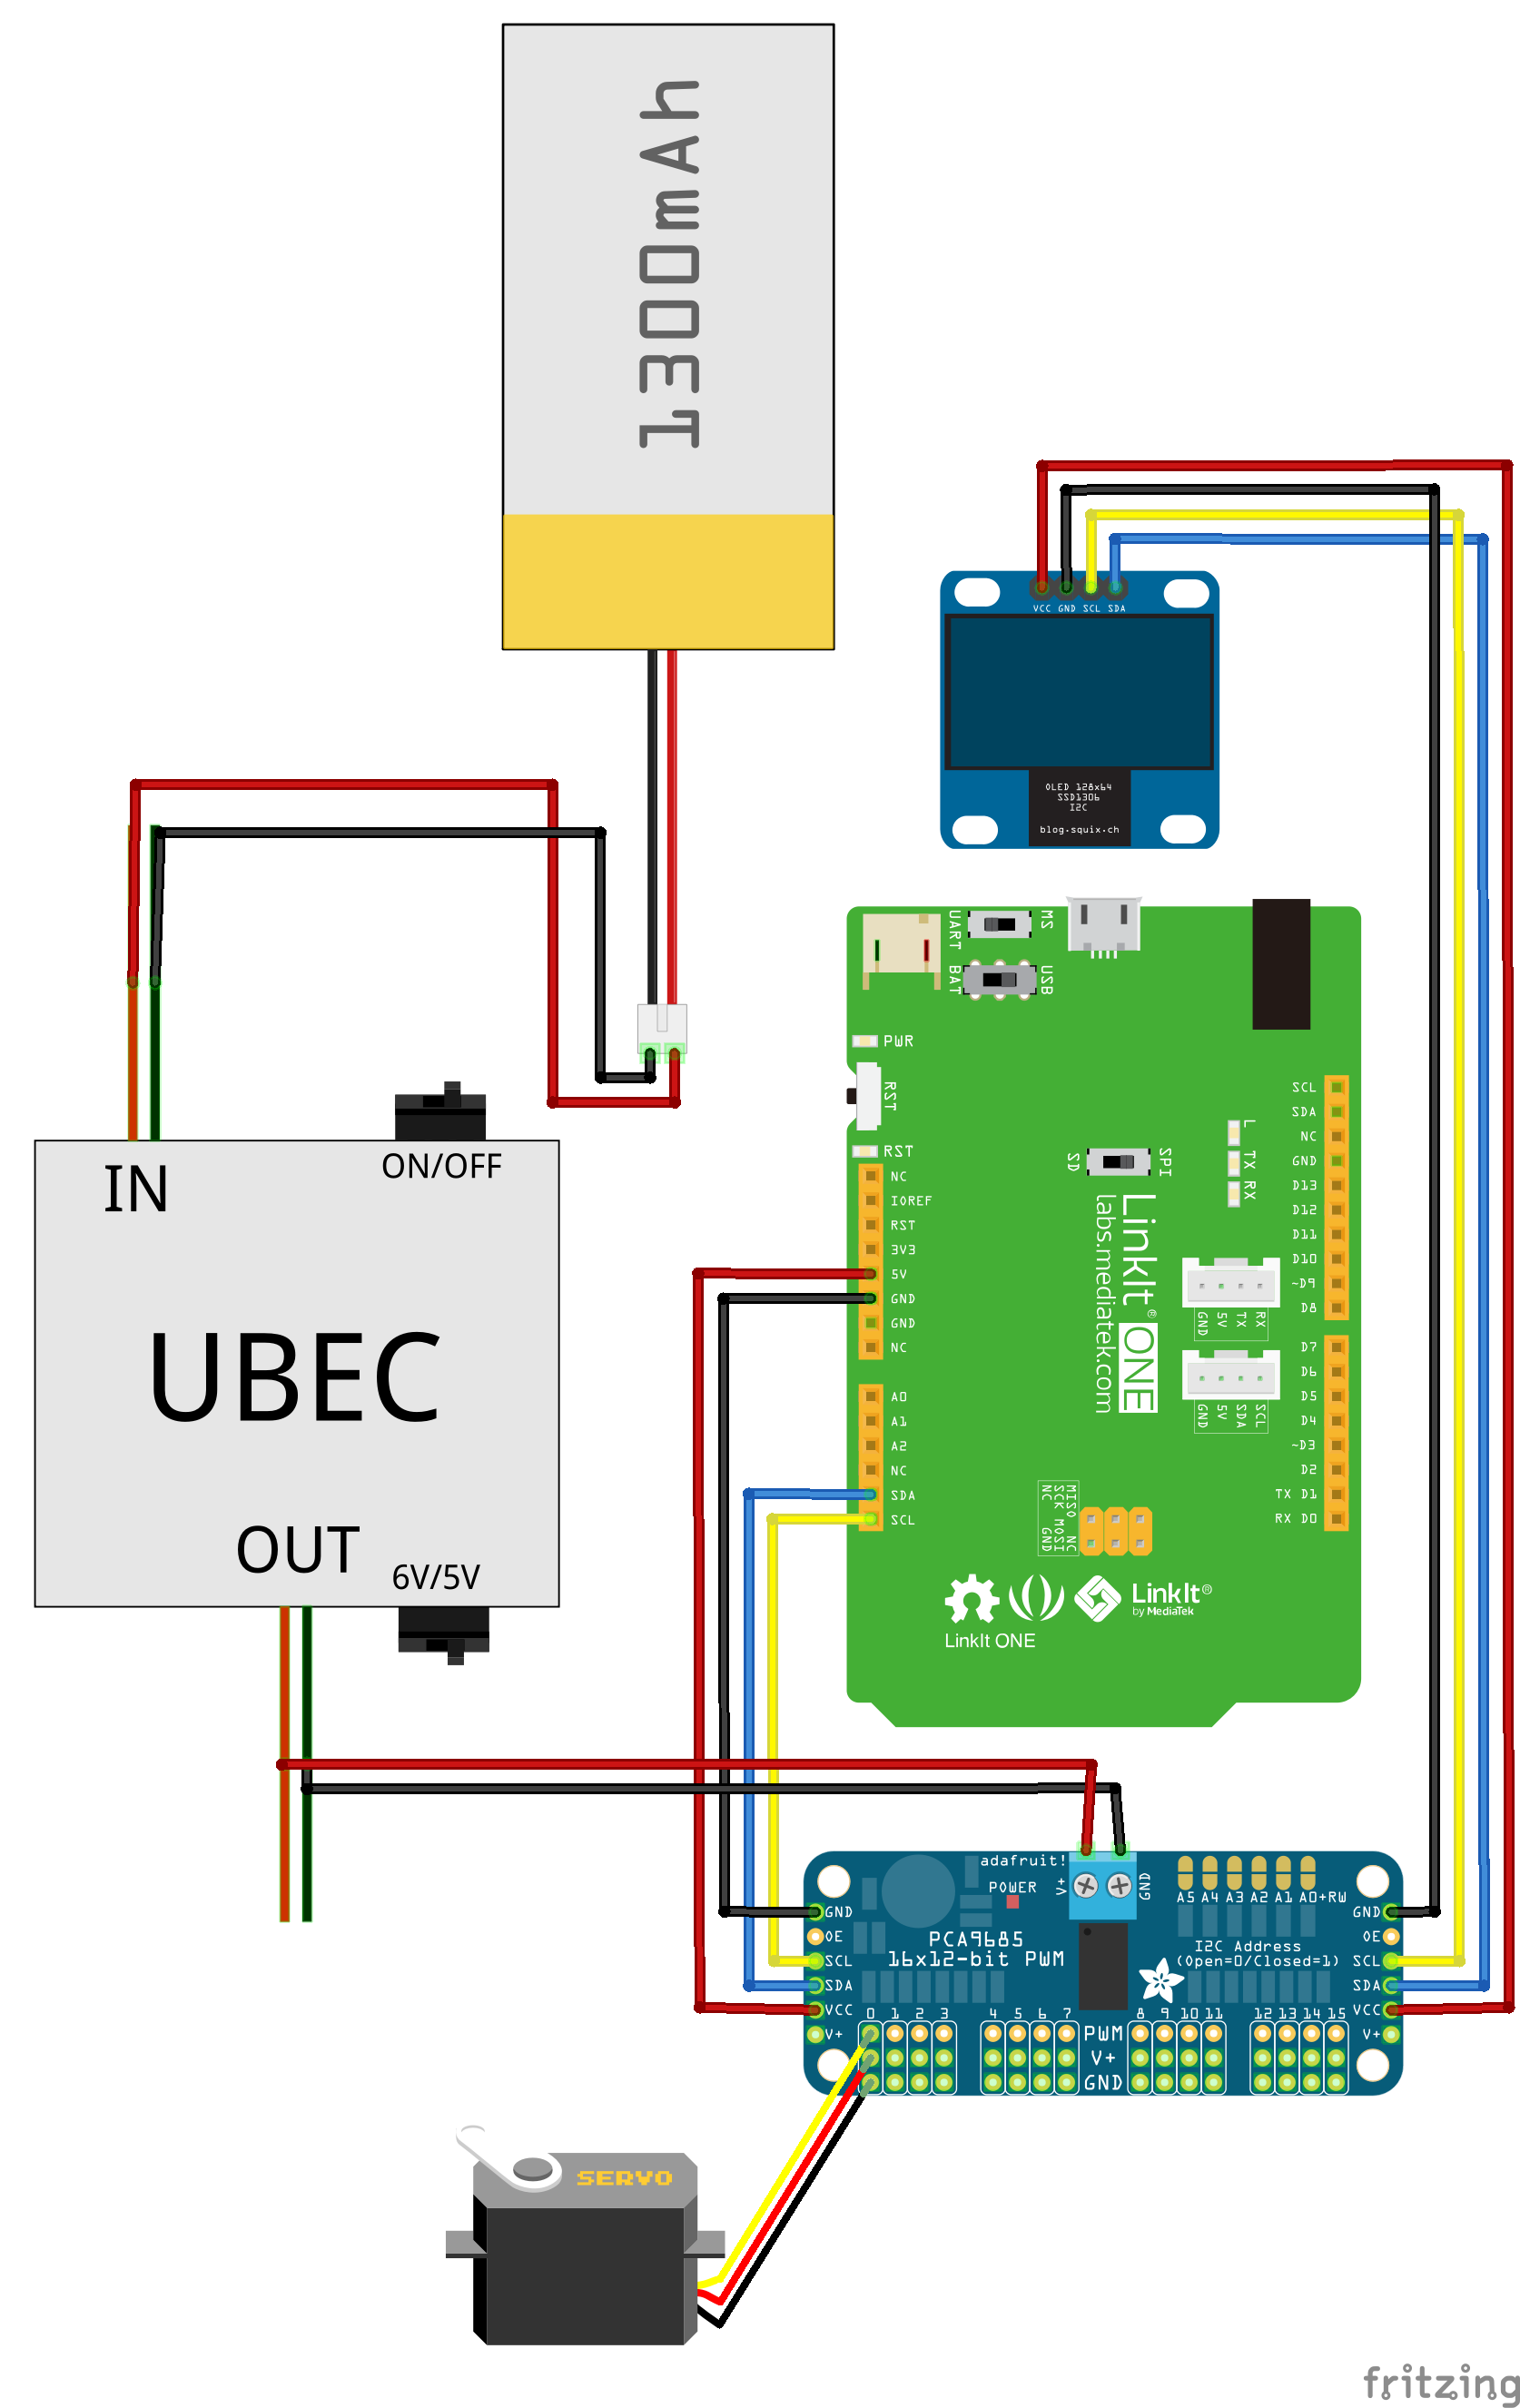 1300mAh
VCC GND SCL SDA
OLED 128x64
SSD1306
I2C
blog.squix.ch
UART
MS
BAT
USB
PWR
RST
RST
NC
IOREF
RST
3V3
5V
GND
GND
NC
A0
A1
A2
NC
SDA
SCL
SCL
SDA
NC
GND
D13
D12
D11
D10
~D9
D8
D7
D6
D5
D4
~D3
D2
TX D1
RX D0
L
TX
RX
SD
SPI
LinkIt® ONE
labs.mediatek.com
GND
5V
TX
RX
GND
5V
SDA
SCL
MISO NC
SCK MOSI
NC GND
LinkIt ONE
LinkIt®
by MediaTek
IN
ON/OFF
UBEC
OUT
6V/5V
adafruit!
POWER
V+
GND
A5 A4 A3 A2 A1 A0+RW
PCA9685
16x12-bit PWM
I2C Address
(Open=0/Closed=1)
GND
OE
SCL
SDA
VCC
V+
GND
OE
SCL
SDA
VCC
V+
0 1 2 3 4 5 6 7 8 9 10 11 12 13 14 15
PWM
V+
GND
SERVO
fritzing